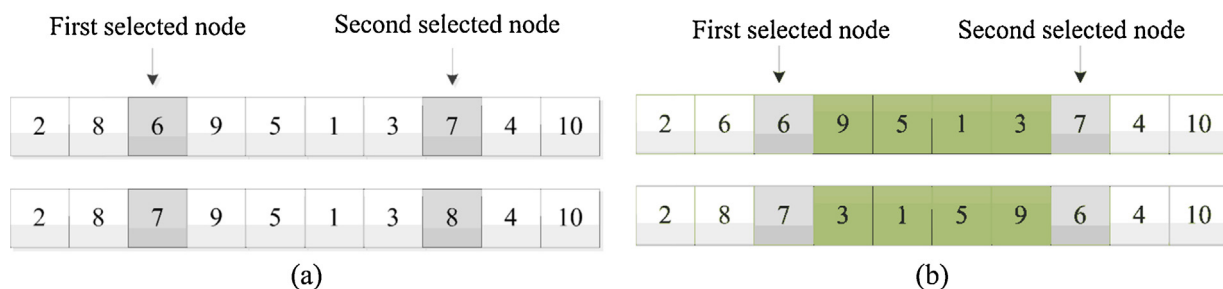 First selected node Second selected node
2 8 6 9 5 1 3 7 4 10
2 8 7 9 5 1 3 8 4 10
(a)
First selected node Second selected node
2 6 6 9 5 1 3 7 4 10
2 8 7 3 1 5 9 6 4 10
(b)